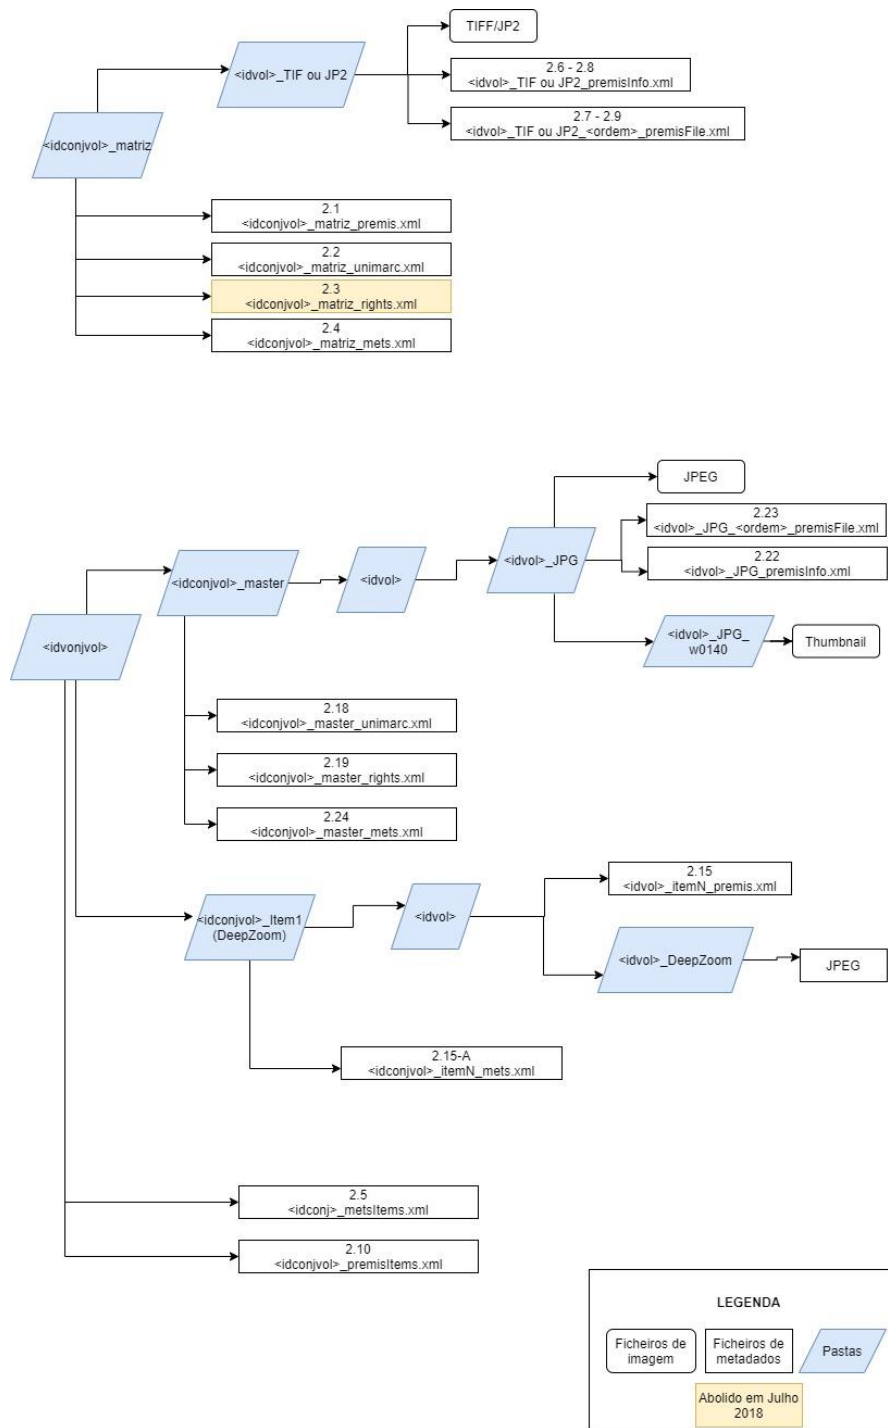 TIFF/JP2
<idvol>_TIF ou JP2
2.6 - 2.8
<idvol>_TIF ou JP2_premisInfo.xml
2.7 - 2.9
<idvol>_TIF ou JP2_<ordem>_premisFile.xml
<idconjvol>_matriz
2.1
<idconjvol>_matriz_premis.xml
2.2
<idconjvol>_matriz_unimarc.xml
2.3
<idconjvol>_matriz_rights.xml
2.4
<idconjvol>_matriz_mets.xml
JPEG
2.23
<idvol>_JPG_<ordem>_premisFile.xml
<idvol>_JPG
2.22
<idvol>_JPG_premisInfo.xml
<idconjvol>_master
<idvol>
<idvol>_JPG_
w0140
Thumbnail
<idvonjvol>
2.18
<idconjvol>_master_unimarc.xml
2.19
<idconjvol>_master_rights.xml
2.24
<idconjvol>_master_mets.xml
2.15
<idvol>_itemN_premis.xml
<idconjvol>_Item1
(DeepZoom)
<idvol>
<idvol>_DeepZoom
JPEG
2.15-A
<idconjvol>_itemN_mets.xml
2.5
<idconj>_metsItems.xml
2.10
<idconjvol>_premisItems.xml
LEGENDA
Ficheiros de
imagem
Ficheiros de
metadados
Pastas
Abolido em Julho
2018